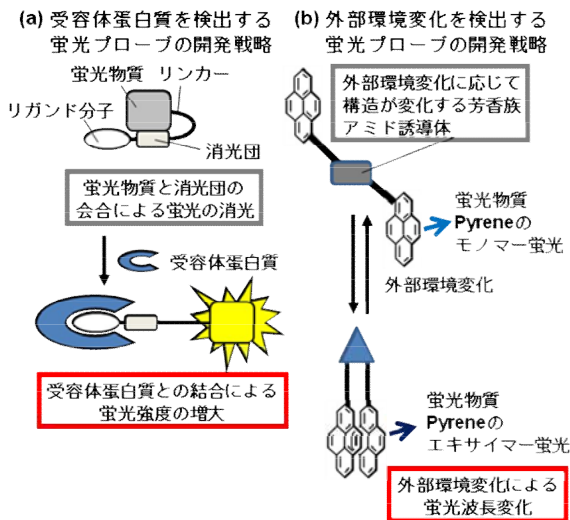 (a) 受容体蛋白質を検出する
蛍光プローブの開発戦略
蛍光物質
リンカー
リガンド分子
消光団
蛍光物質と消光団の
会合による蛍光の消光
受容体蛋白質
受容体蛋白質との結合による
蛍光強度の増大
(b) 外部環境変化を検出する
蛍光プローブの開発戦略
外部環境変化に応じて
構造が変化する芳香族
アミド誘導体
蛍光物質
Pyreneの
モノマー蛍光
外部環境変化
蛍光物質
Pyreneの
エキサイマー蛍光
外部環境変化による
蛍光波長変化